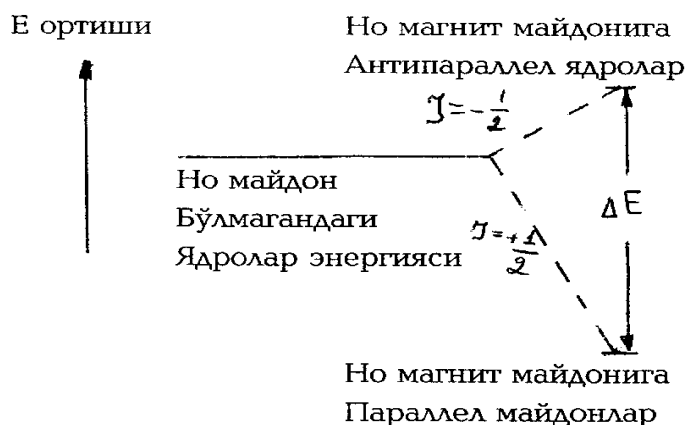 Е ортиши
Но магнит майдонига
Антипараллел ядролар
J = - 1/2
Но майдон
Бўлмагандаги
Ядролар энергияси
J = + 1/2
ΔE
Но магнит майдонига
Параллел майдонлар